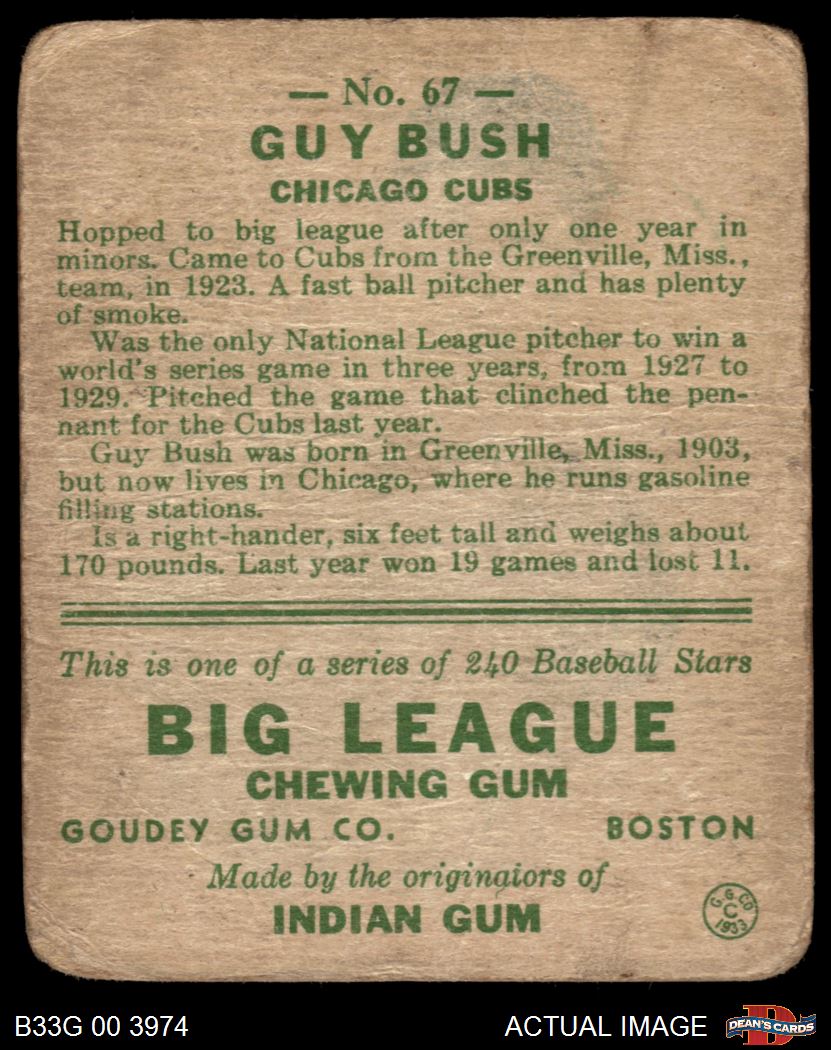 — No. 67 —
GUY BUSH
CHICAGO CUBS
Hopped to big league after only one year in
minors. Came to Cubs from the Greenville, Miss.,
team, in 1923. A fast ball pitcher and has plenty
of smoke.
Was the only National League pitcher to win a
world's series game in three years, from 1927 to
1929. Pitched the game that clinched the pen-
nant for the Cubs last year.
Guy Bush was born in Greenville, Miss., 1903,
but now lives in Chicago, where he runs gasoline
filling stations.
Is a right-hander, six feet tall and weighs about
170 pounds. Last year won 19 games and lost 11.
This is one of a series of 240 Baseball Stars
BIG LEAGUE
CHEWING GUM
GOUDEY GUM CO. BOSTON
Made by the originators of
INDIAN GUM
G. G. CO
C
1933
B33G 00 3974 ACTUAL IMAGE D DEAN'S CARDS